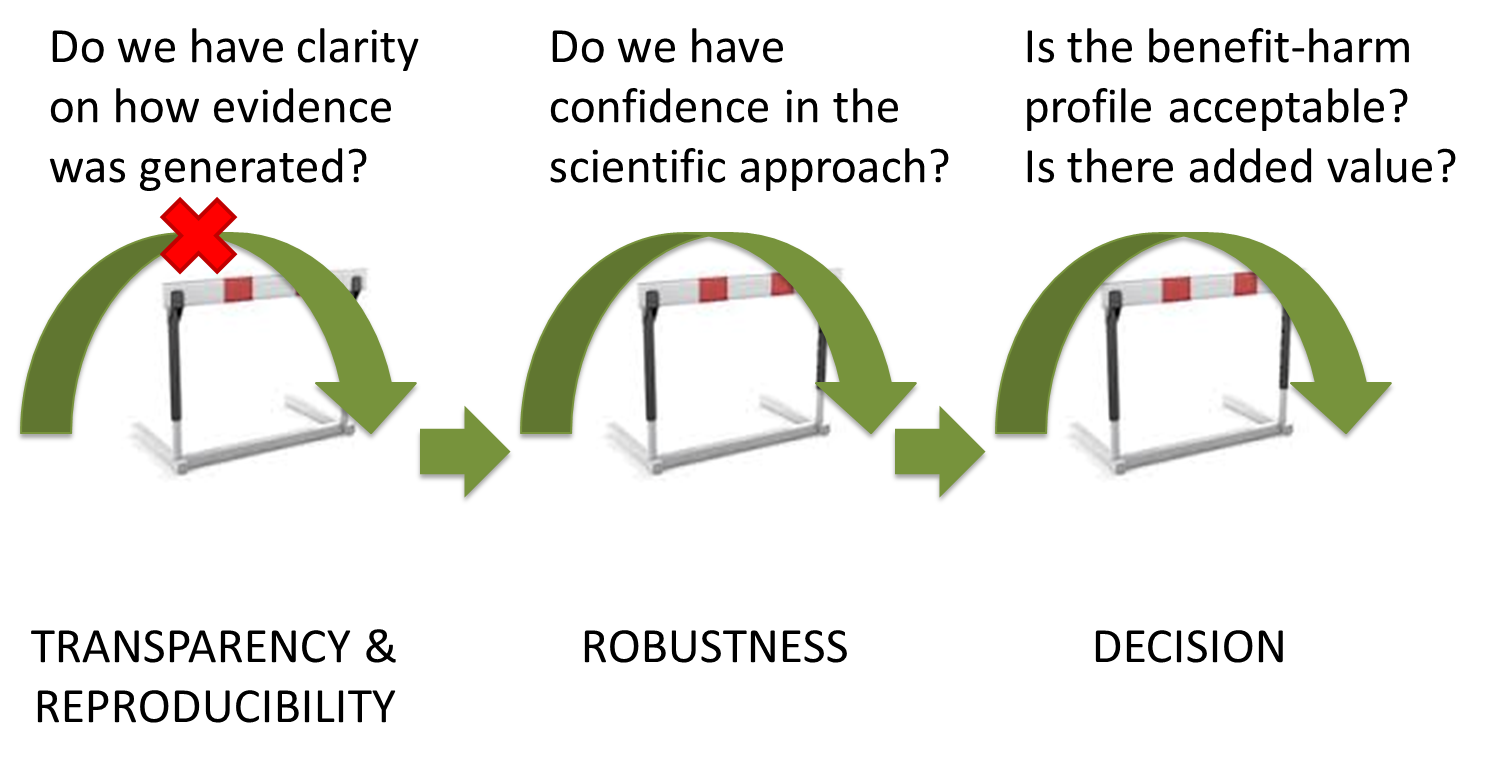 Do we have clarity
on how evidence
was generated?
Do we have
confidence in the
scientific approach?
Is the benefit-harm
profile acceptable?
Is there added value?
TRANSPARENCY &
REPRODUCIBILITY
ROBUSTNESS
DECISION